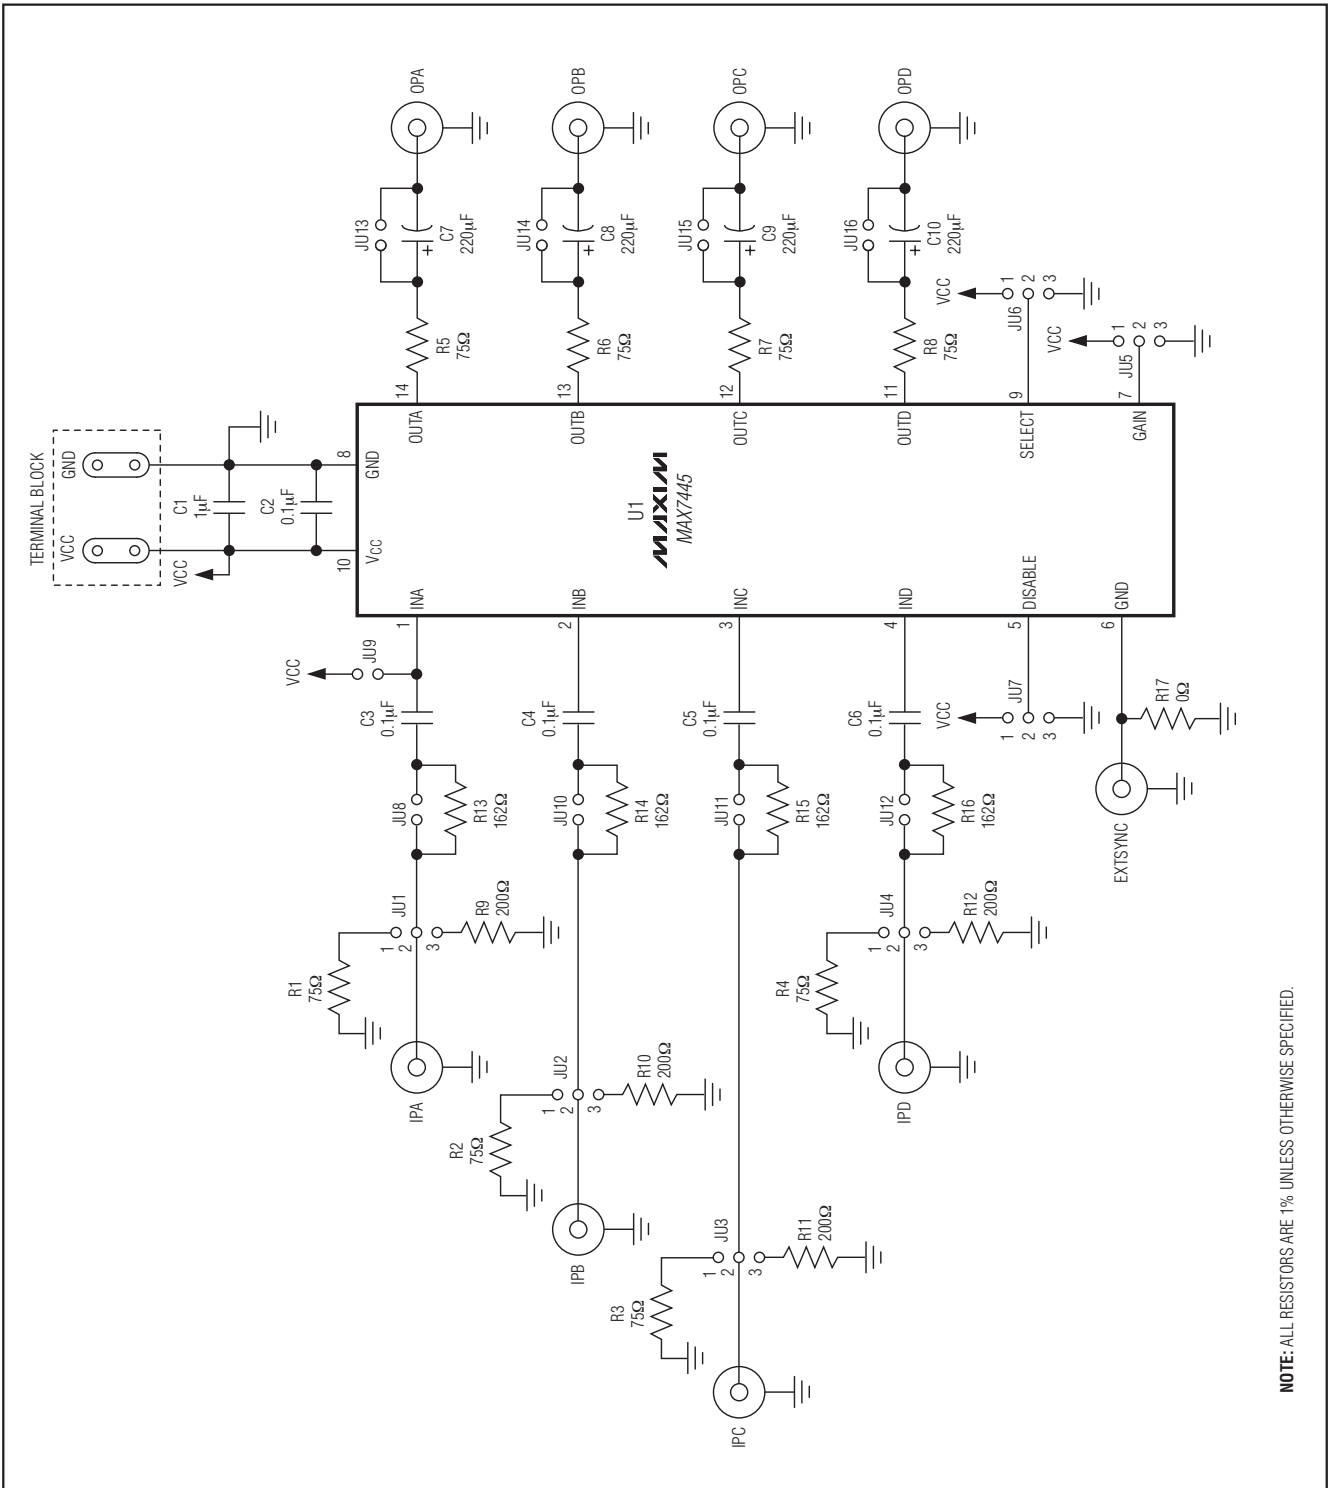 TERMINAL BLOCK
VCC
GND
VCC
C1
1µF
C2
0.1µF
10
8
VCC
GND
U1
MAXIM
MAX7445
IPA
R1
75Ω
JU1
1
2
3
R9
200Ω
JU8
R13
162Ω
C3
0.1µF
VCC
JU9
1
INA
OUTA
14
R5
75Ω
JU13
+
C7
220µF
OPA
IPB
R2
75Ω
JU2
1
2
3
R10
200Ω
JU10
R14
162Ω
C4
0.1µF
2
INB
OUTB
13
R6
75Ω
JU14
+
C8
220µF
OPB
IPC
R3
75Ω
JU3
1
2
3
R11
200Ω
JU11
R15
162Ω
C5
0.1µF
3
INC
OUTC
12
R7
75Ω
JU15
+
C9
220µF
OPC
IPD
R4
75Ω
JU4
1
2
3
R12
200Ω
JU12
R16
162Ω
C6
0.1µF
4
IND
OUTD
11
R8
75Ω
JU16
+
C10
220µF
OPD
VCC
JU7
1
2
3
5
DISABLE
SELECT
9
VCC
JU6
1
2
3
EXTSYNC
R17
0Ω
6
GND
GAIN
7
VCC
JU5
1
2
3
NOTE: ALL RESISTORS ARE 1% UNLESS OTHERWISE SPECIFIED.